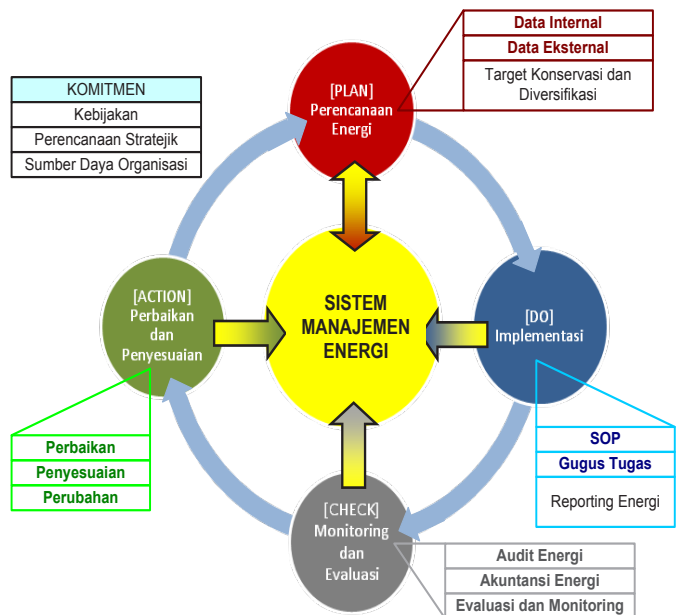 Data Internal
Data Eksternal
Target Konservasi dan
Diversifikasi
[PLAN]
Perencanaan
Energi
KOMITMEN
Kebijakan
Perencanaan Stratejik
Sumber Daya Organisasi
[ACTION]
Perbaikan
dan
Penyesuaian
SISTEM
MANAJEMEN
ENERGI
[DO]
Implementasi
Perbaikan
Penyesuaian
Perubahan
SOP
Gugus Tugas
Reporting Energi
[CHECK]
Monitoring
dan
Evaluasi
Audit Energi
Akuntansi Energi
Evaluasi dan Monitoring